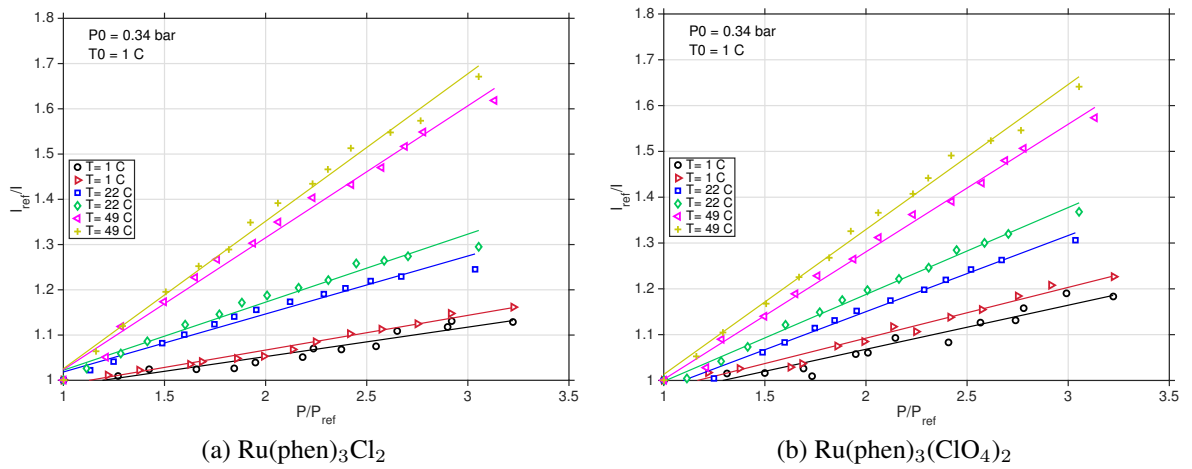 P0 = 0.34 bar
T0 = 1 C
T= 1 C
T= 1 C
T= 22 C
T= 22 C
T= 49 C
T= 49 C
I_ref/I
1.8
1.7
1.6
1.5
1.4
1.3
1.2
1.1
1
1 1.5 2 2.5 3 3.5
P/P_ref
(a) Ru(phen)₃Cl₂
P0 = 0.34 bar
T0 = 1 C
T= 1 C
T= 1 C
T= 22 C
T= 22 C
T= 49 C
T= 49 C
I_ref/I
1.8
1.7
1.6
1.5
1.4
1.3
1.2
1.1
1
1 1.5 2 2.5 3 3.5
P/P_ref
(b) Ru(phen)₃(ClO₄)₂